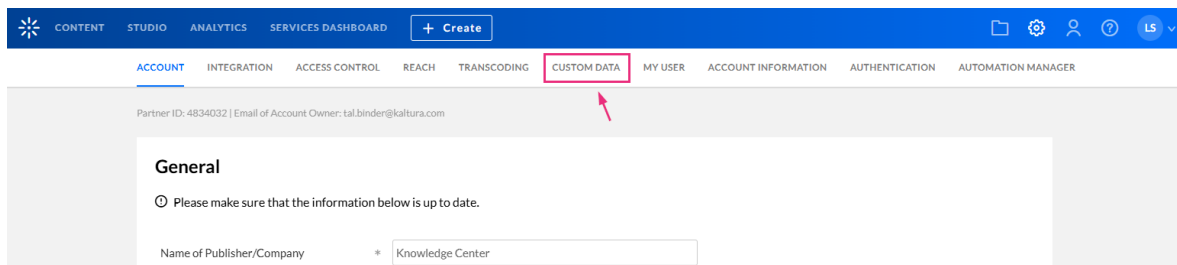 CONTENT STUDIO ANALYTICS SERVICES DASHBOARD + Create LS
ACCOUNT INTEGRATION ACCESS CONTROL REACH TRANSCODING CUSTOM DATA MY USER ACCOUNT INFORMATION AUTHENTICATION AUTOMATION MANAGER
Partner ID: 4834032 | Email of Account Owner: tal.binder@kaltura.com
General
Please make sure that the information below is up to date.
Name of Publisher/Company * Knowledge Center